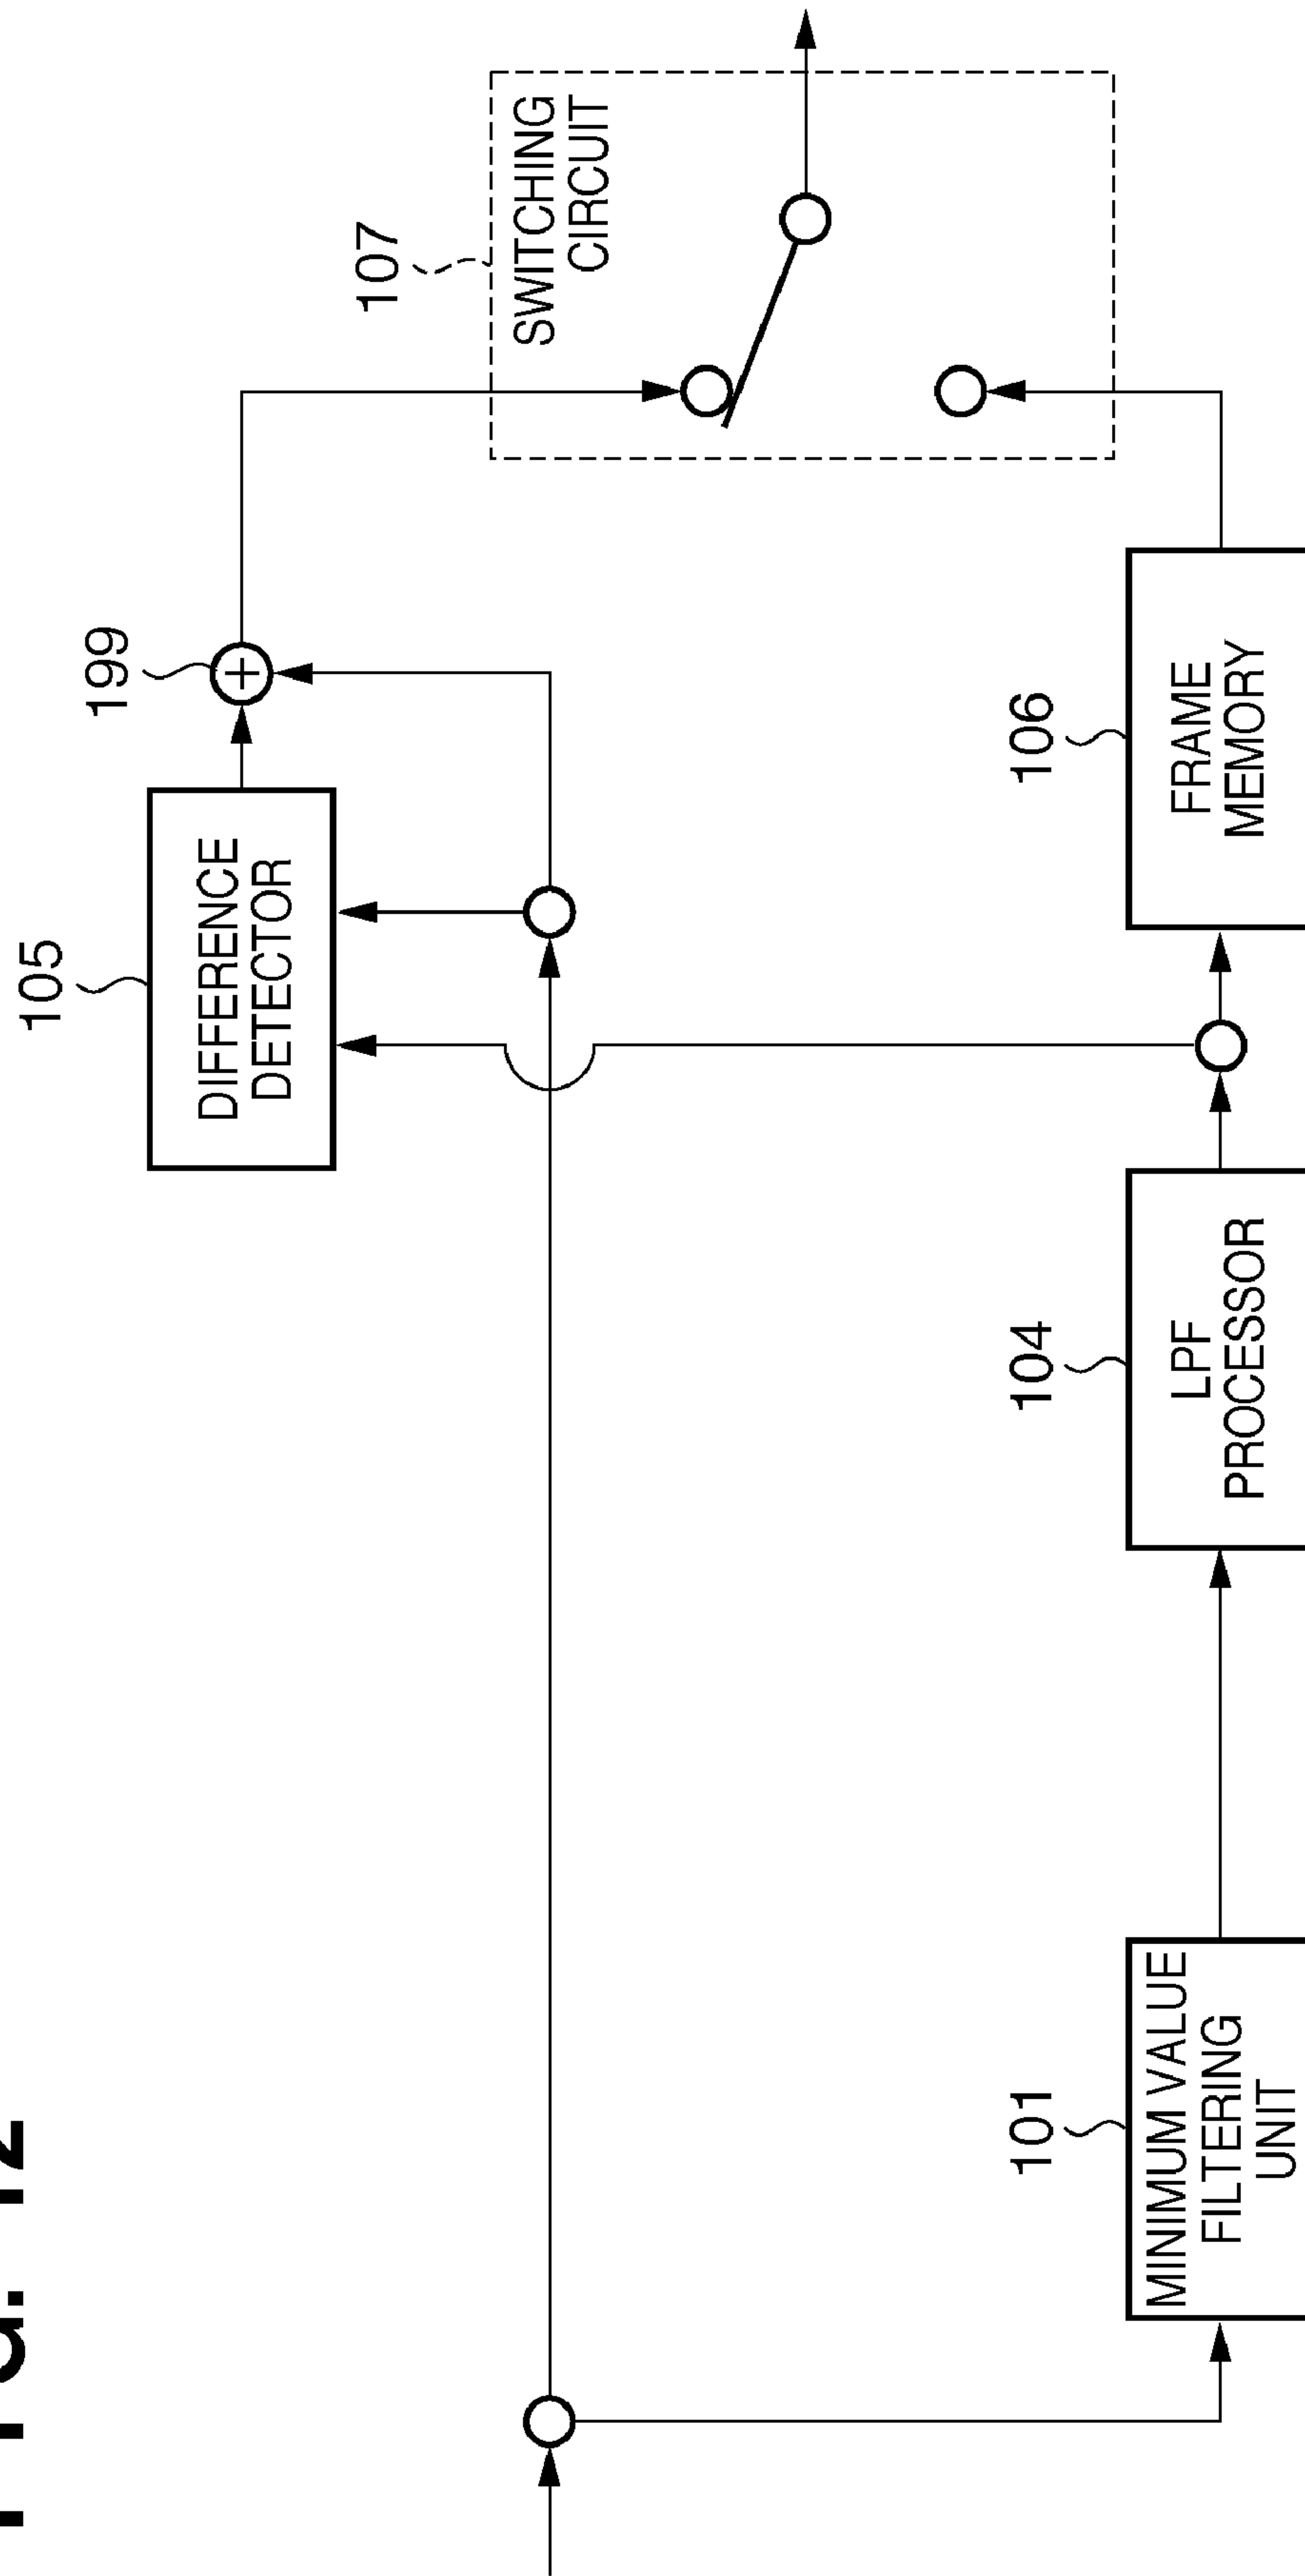 105
DIFFERENCE
DETECTOR
199
107
SWITCHING
CIRCUIT
101
MINIMUM VALUE
FILTERING
UNIT
104
LPF
PROCESSOR
106
FRAME
MEMORY